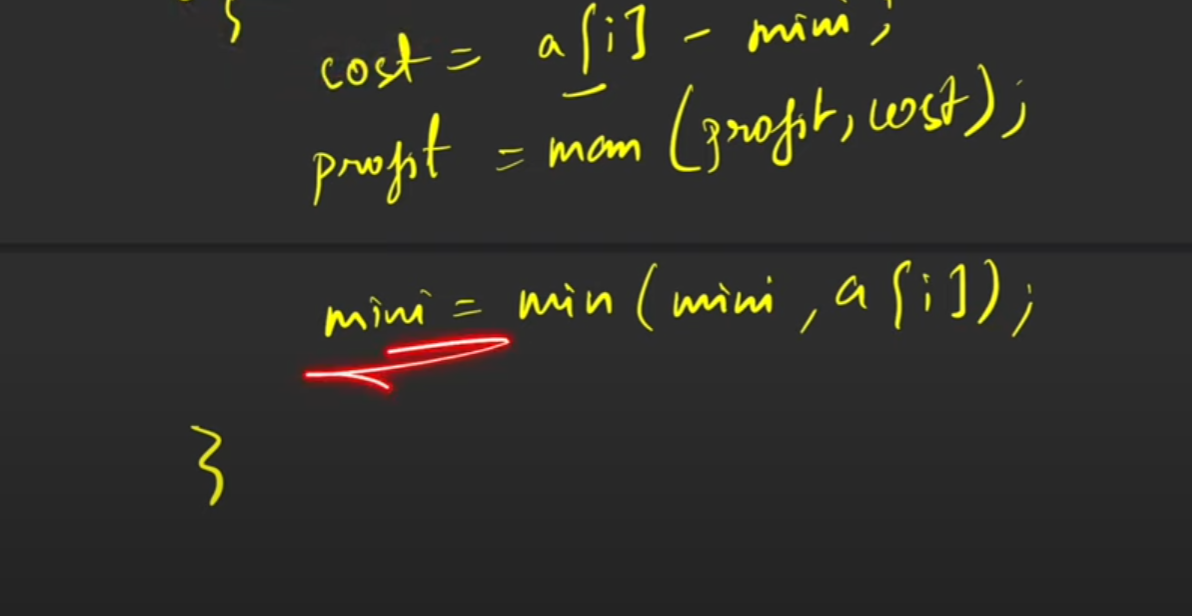 {
cost = a[i] - mini;
profit = max (profit, cost);
mini = min (mini, a[i]);
}